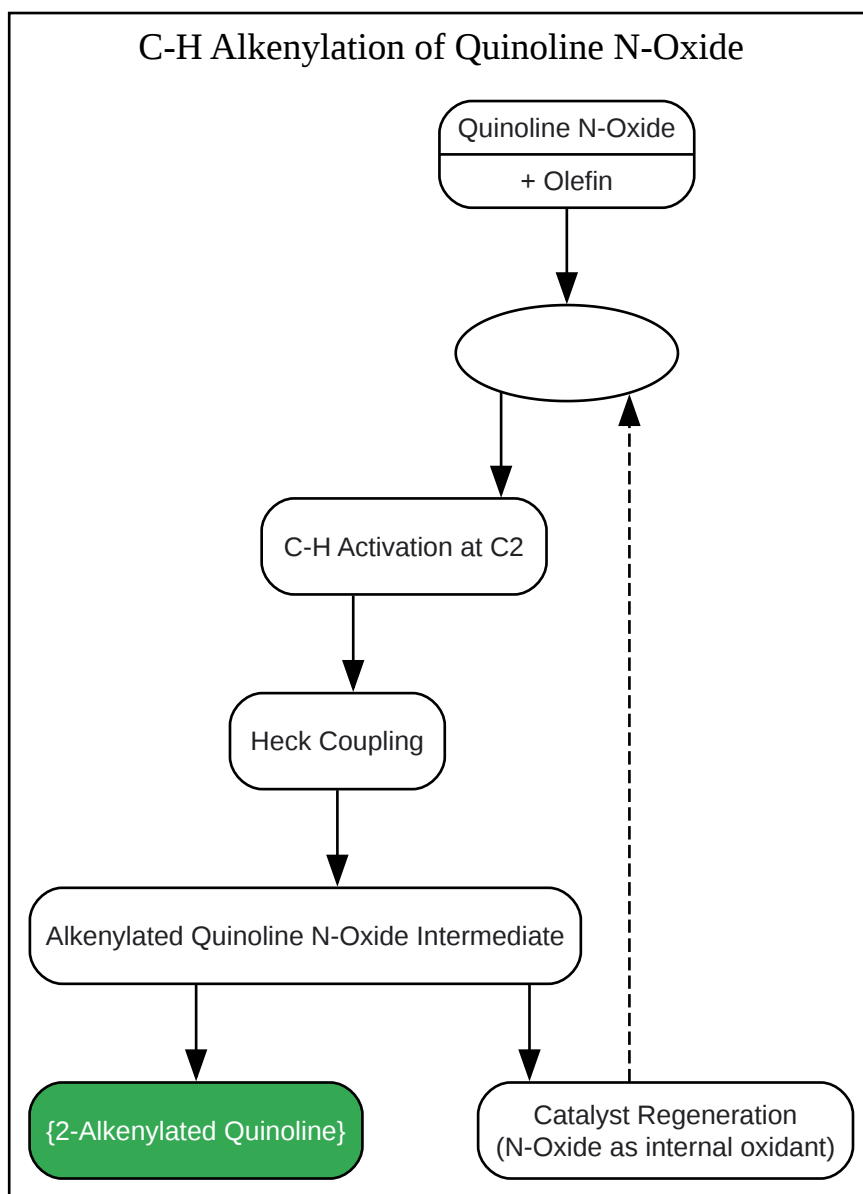 C-H Alkenylation of Quinoline N-Oxide
Quinoline N-Oxide
+ Olefin
C-H Activation at C2
Heck Coupling
Alkenylated Quinoline N-Oxide Intermediate
{2-Alkenylated Quinoline}
Catalyst Regeneration
(N-Oxide as internal oxidant)